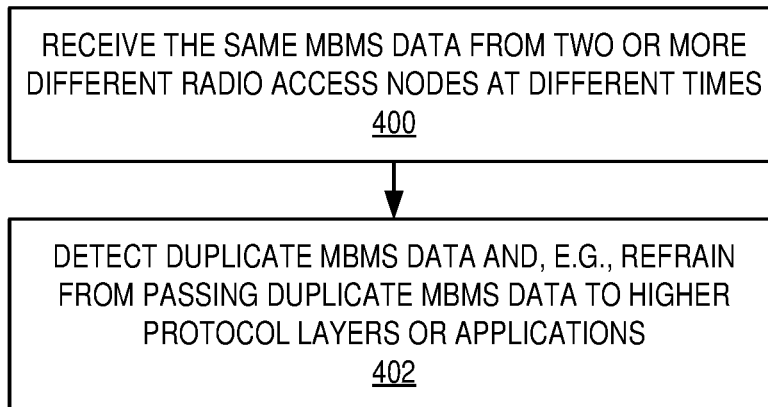 RECEIVE THE SAME MBMS DATA FROM TWO OR MORE
DIFFERENT RADIO ACCESS NODES AT DIFFERENT TIMES
400
DETECT DUPLICATE MBMS DATA AND, E.G., REFRAIN
FROM PASSING DUPLICATE MBMS DATA TO HIGHER
PROTOCOL LAYERS OR APPLICATIONS
402